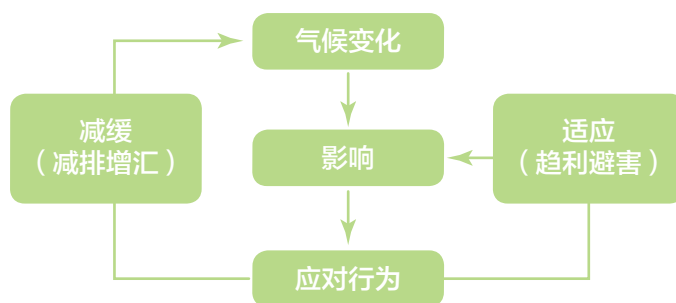 气候变化
减缓
（减排增汇）
影响
适应
（趋利避害）
应对行为